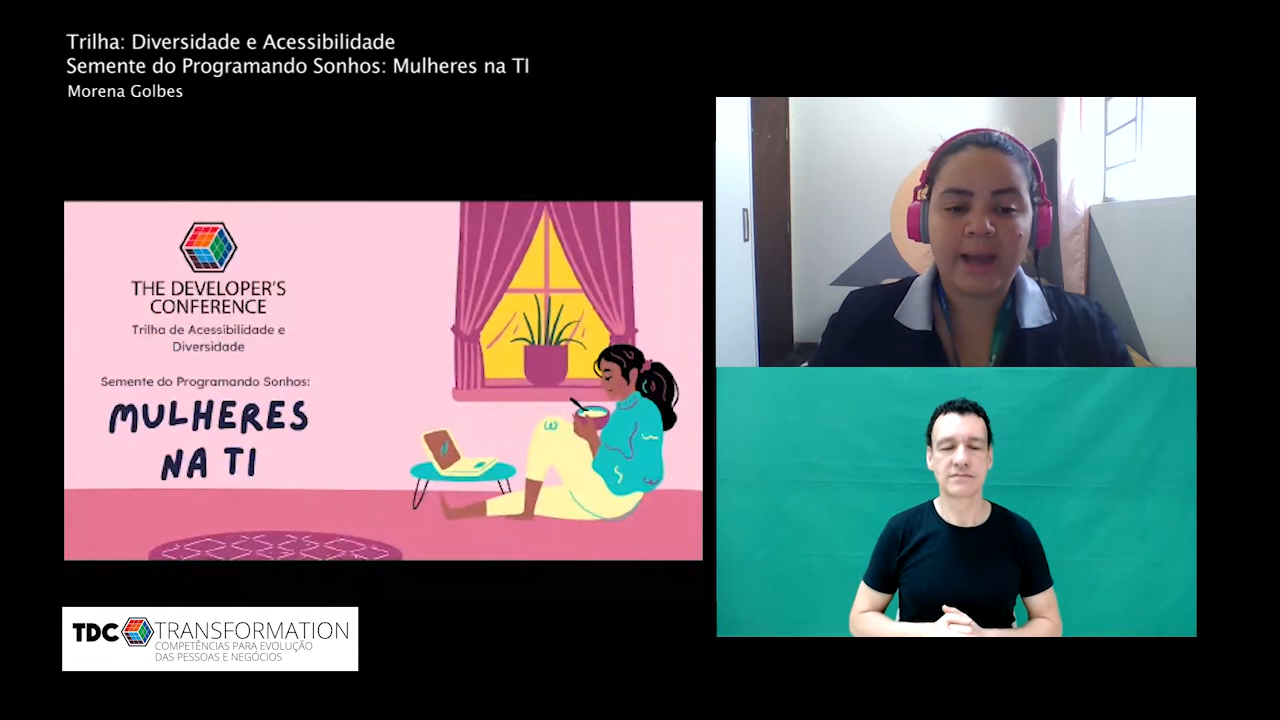 Trilha: Diversidade e Acessibilidade
Semente do Programando Sonhos: Mulheres na TI
Morena Golbes
THE DEVELOPER'S
CONFERENCE
Trilha de Acessibilidade e
Diversidade
Semente do Programando Sonhos:
MULHERES
NA TI
TDC TRANSFORMATION
COMPETÊNCIAS PARA EVOLUÇÃO
DAS PESSOAS E NEGÓCIOS